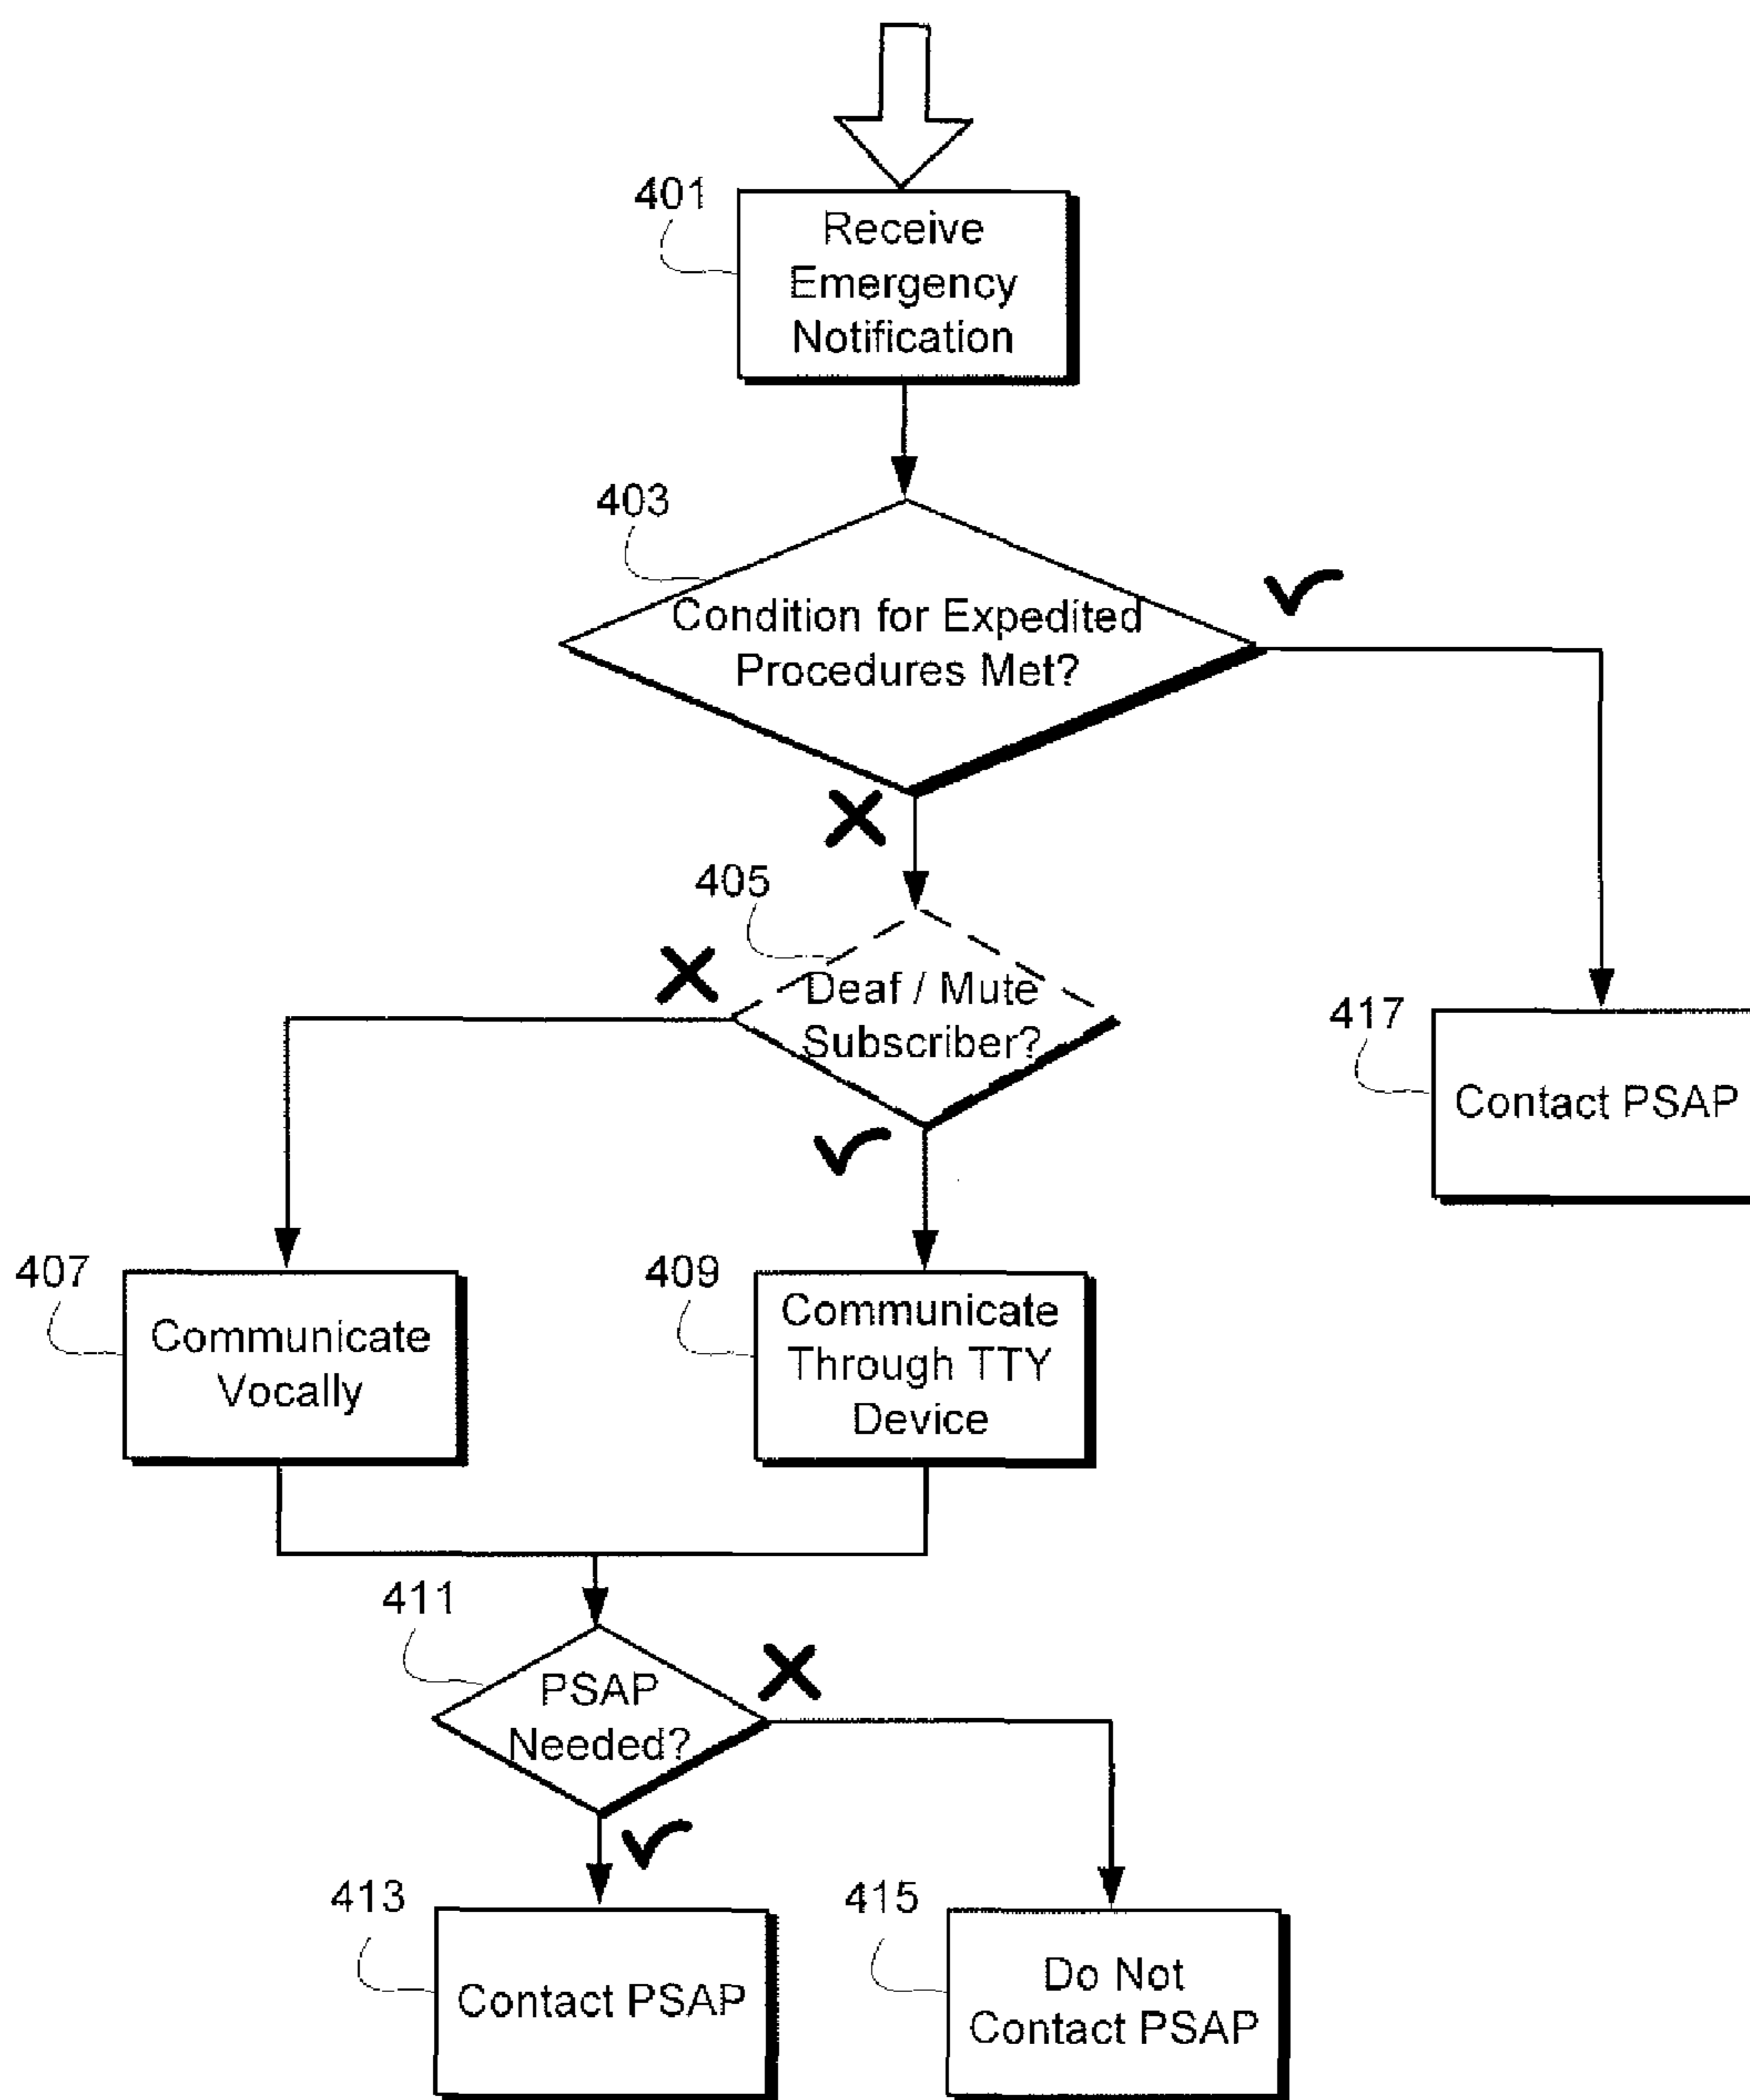 401
Receive
Emergency
Notification
403
Condition for Expedited
Procedures Met?
405
Deaf / Mute
Subscriber?
417
Contact PSAP
407
Communicate
Vocally
409
Communicate
Through TTY
Device
411
PSAP
Needed?
413
Contact PSAP
415
Do Not
Contact PSAP